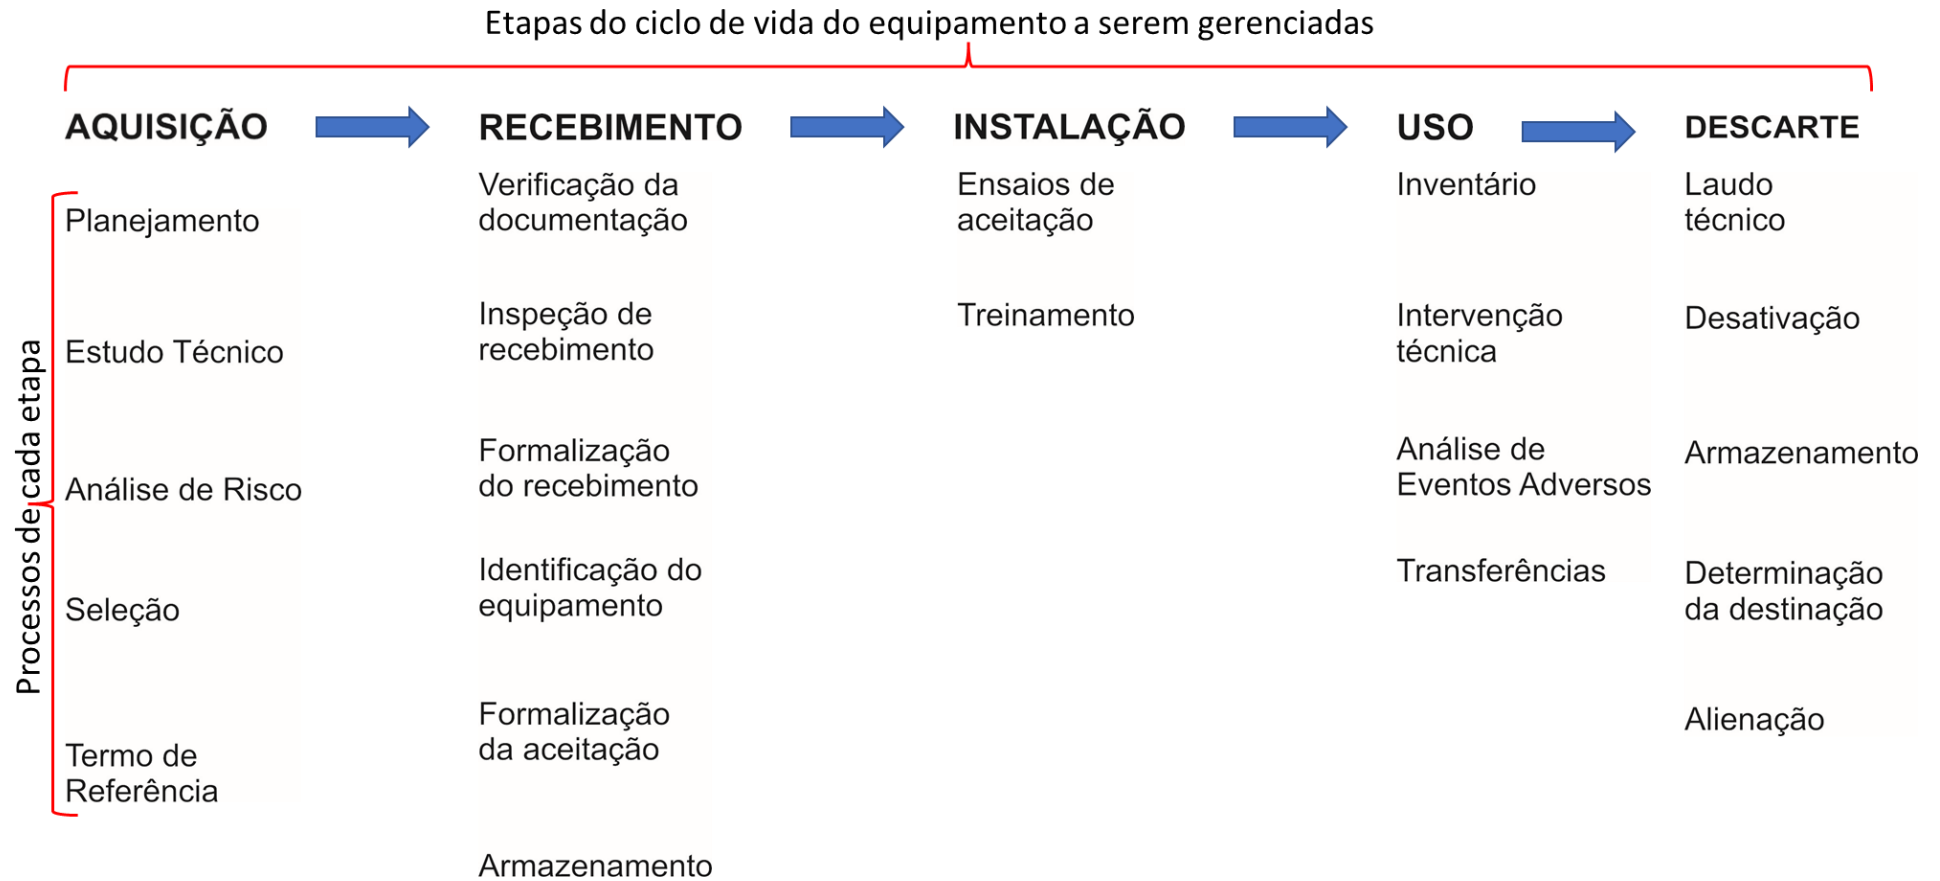 Etapas do ciclo de vida do equipamento a serem gerenciadas
Processos de cada etapa
AQUISIÇÃO
Planejamento
Estudo Técnico
Análise de Risco
Seleção
Termo de
Referência
RECEBIMENTO
Verificação da
documentação
Inspeção de
recebimento
Formalização
do recebimento
Identificação do
equipamento
Formalização
da aceitação
Armazenamento
INSTALAÇÃO
Ensaios de
aceitação
Treinamento
USO
Inventário
Intervenção
técnica
Análise de
Eventos Adversos
Transferências
DESCARTE
Laudo
técnico
Desativação
Armazenamento
Determinação
da destinação
Alienação